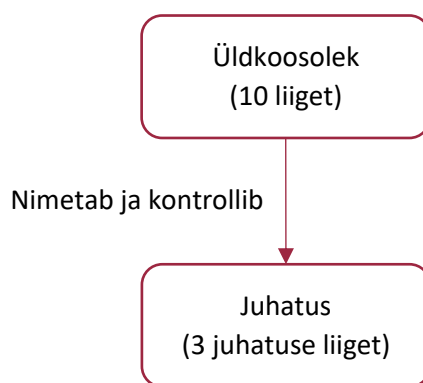 Üldkoosolek
(10 liiget)
Nimetab ja kontrollib
Juhatus
(3 juhatuse liiget)